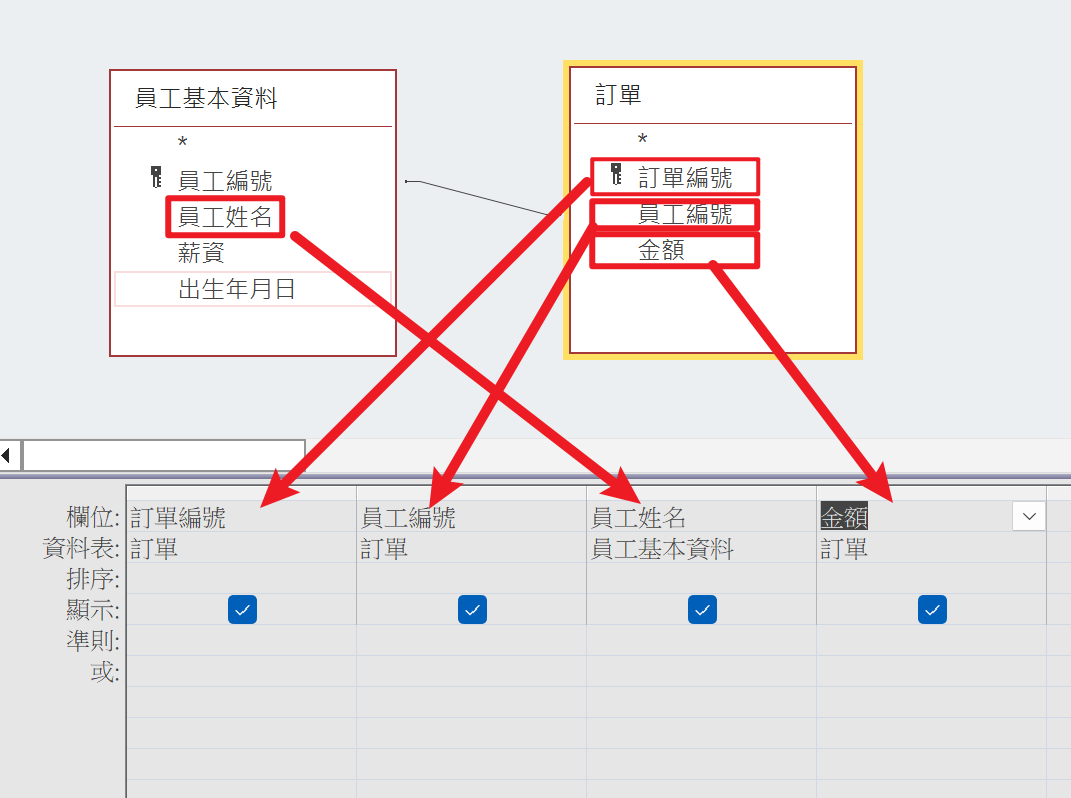 員工基本資料
*
員工編號
員工姓名
薪資
出生年月日
訂單
*
訂單編號
員工編號
金額
欄位: 訂單編號 員工編號 員工姓名 金額
資料表: 訂單 訂單 員工基本資料 訂單
排序:
顯示:
準則:
或: